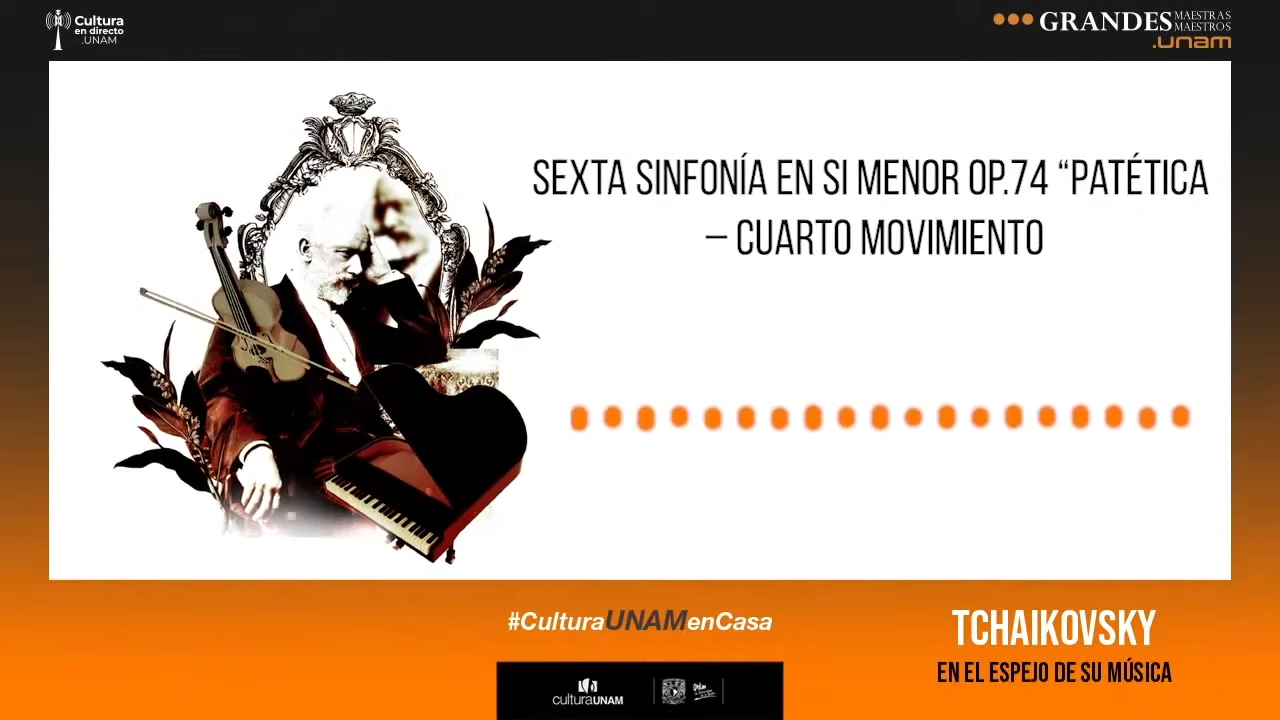 Cultura
en directo
.UNAM
GRANDES MAESTRAS
MAESTROS
.unam
SEXTA SINFONÍA EN SI MENOR OP.74 “PATÉTICA
– CUARTO MOVIMIENTO
#CulturaUNAMenCasa
TCHAIKOVSKY
EN EL ESPEJO DE SU MÚSICA
culturaUNAM